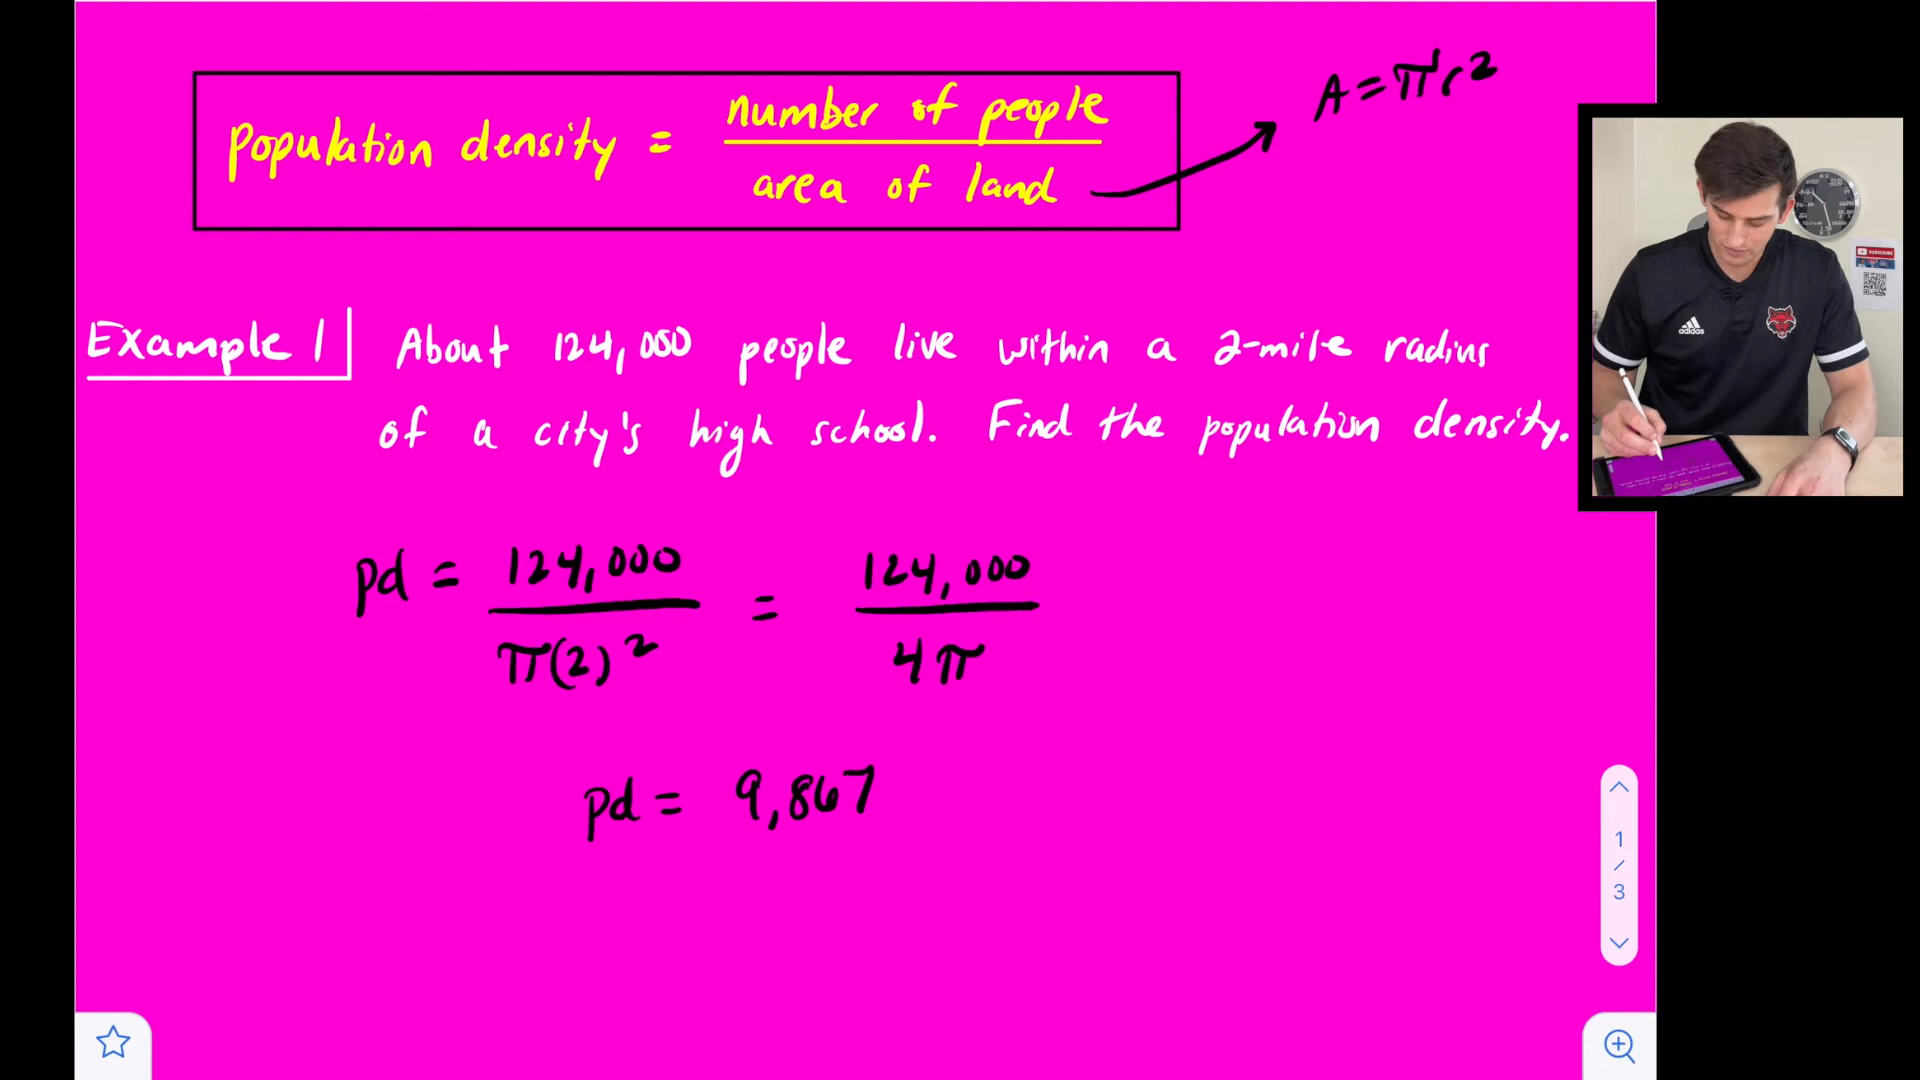 A = πr²
population density = number of people / area of land
Example 1 About 124,000 people live within a 2-mile radius
of a city's high school. Find the population density.
pd = 124,000 / π(2)² = 124,000 / 4π
pd = 9,867
1
/
3
adidas
SUBSCRIBE